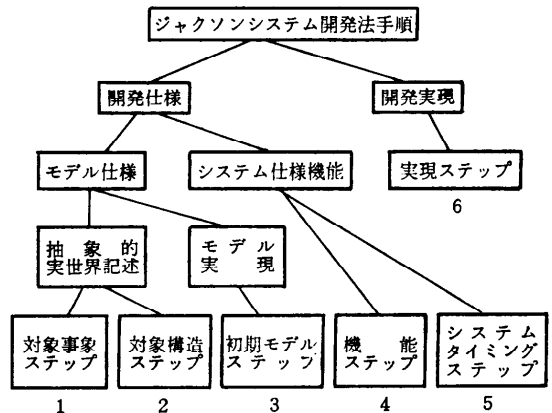 ジャクソンシステム開発法手順
開発仕様
開発実現
モデル仕様
システム仕様機能
実現ステップ
6
抽象的
実世界記述
モデル
実現
対象事象
ステップ
対象構造
ステップ
初期モデル
ステップ
機能
ステップ
システム
タイミング
ステップ
1
2
3
4
5